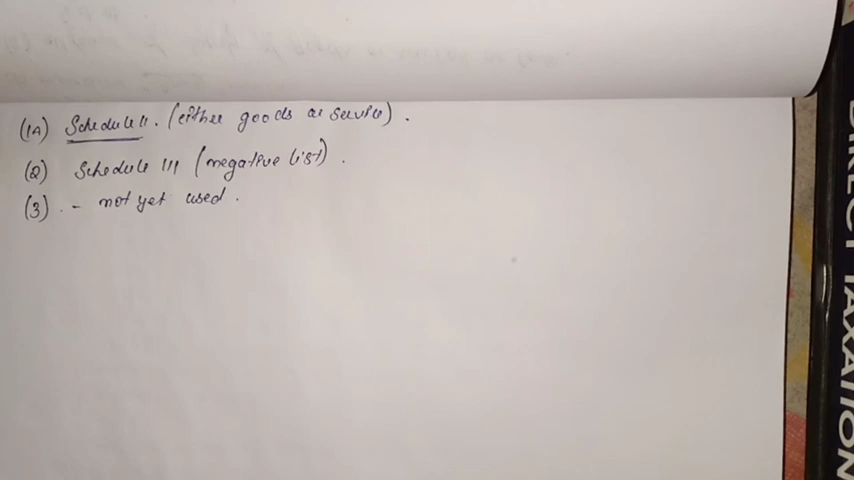 (1A) Schedule II. (either goods or service).
(2) Schedule III (negative list).
(3). - not yet used.
DIRECT TAXATION